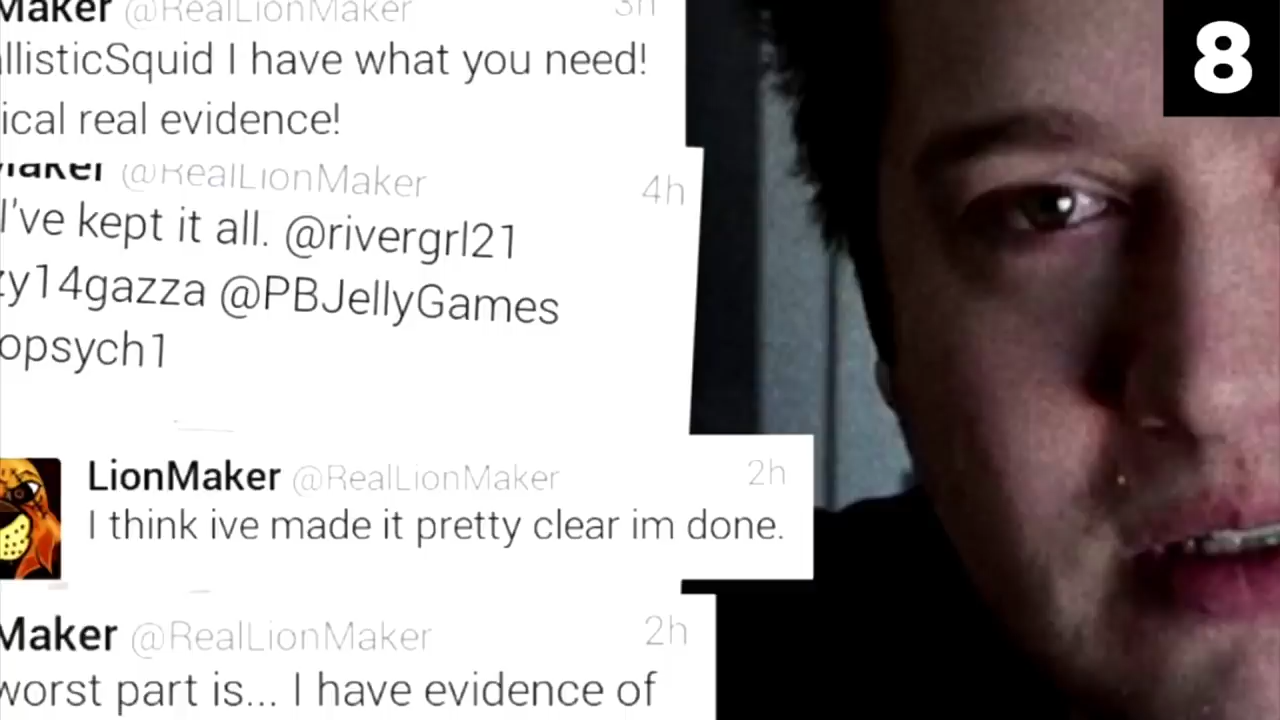 Maker @RealLionMaker 3h
8
llisticSquid I have what you need!
ical real evidence!
Maker @RealLionMaker 4h
I've kept it all. @rivergrl21
zy14gazza @PBJellyGames
opsych1
LionMaker @RealLionMaker 2h
I think ive made it pretty clear im done.
Maker @RealLionMaker 2h
worst part is... I have evidence of